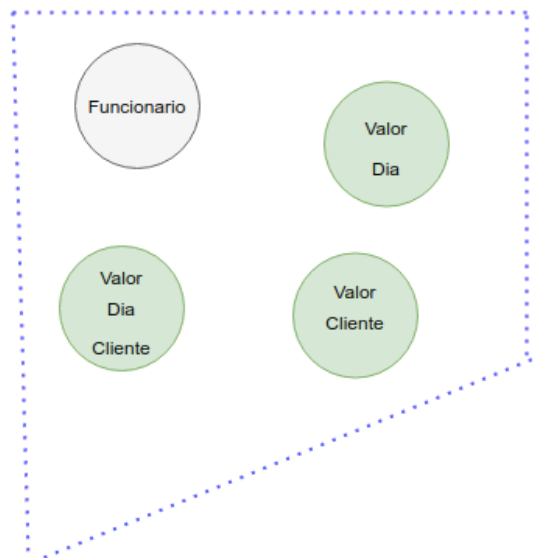 Funcionario
Valor
Dia
Valor
Dia
Cliente
Valor
Cliente